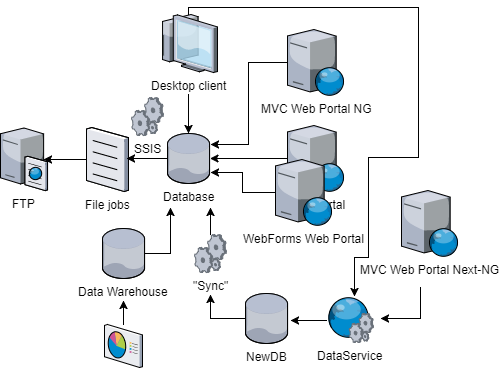 Desktop client
MVC Web Portal NG
SSIS
FTP
File jobs
Database
WebForms Web Portal
MVC Web Portal Next-NG
Data Warehouse
"Sync"
NewDB
DataService